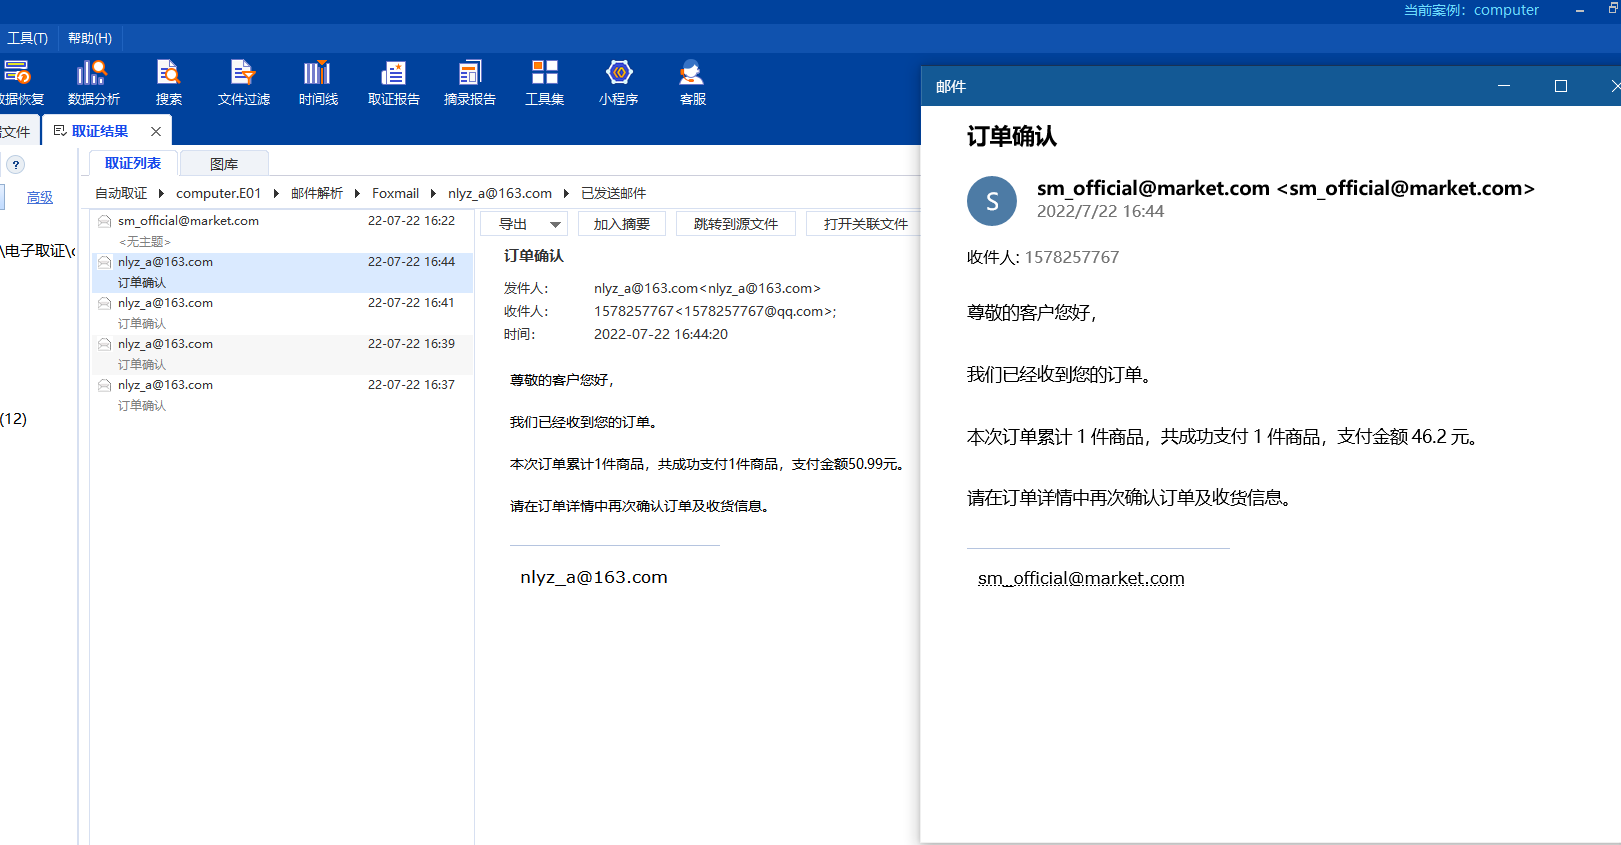 当前案例：computer
工具(T)
帮助(H)
数据恢复
数据分析
搜索
文件过滤
时间线
取证报告
摘录报告
工具集
小程序
客服
文件
取证结果
取证列表
图库
高级
自动取证 computer.E01 邮件解析 Foxmail nlyz_a@163.com 已发送邮件
\电子取证\c
(12)
sm_official@market.com 22-07-22 16:22
<无主题>
nlyz_a@163.com 22-07-22 16:44
订单确认
nlyz_a@163.com 22-07-22 16:41
订单确认
nlyz_a@163.com 22-07-22 16:39
订单确认
nlyz_a@163.com 22-07-22 16:37
订单确认
导出
加入摘要
跳转到源文件
打开关联文件
订单确认
发件人： nlyz_a@163.com<nlyz_a@163.com>
收件人： 1578257767<1578257767@qq.com>;
时间： 2022-07-22 16:44:20
尊敬的客户您好，
我们已经收到您的订单。
本次订单累计1件商品，共成功支付1件商品，支付金额50.99元。
请在订单详情中再次确认订单及收货信息。
nlyz_a@163.com
邮件
订单确认
S
sm_official@market.com <sm_official@market.com>
2022/7/22 16:44
收件人: 1578257767
尊敬的客户您好，
我们已经收到您的订单。
本次订单累计 1 件商品，共成功支付 1 件商品，支付金额 46.2 元。
请在订单详情中再次确认订单及收货信息。
sm_official@market.com